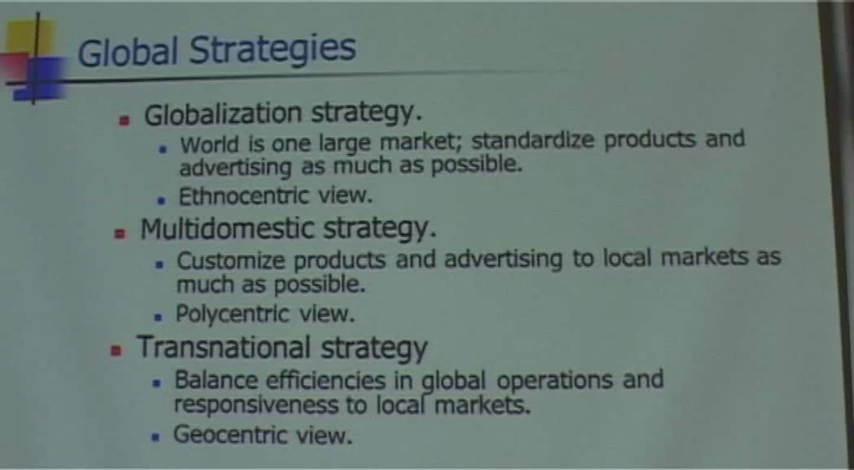 Global Strategies
Globalization strategy.
World is one large market; standardize products and
advertising as much as possible.
Ethnocentric view.
Multidomestic strategy.
Customize products and advertising to local markets as
much as possible.
Polycentric view.
Transnational strategy
Balance efficiencies in global operations and
responsiveness to local markets.
Geocentric view.